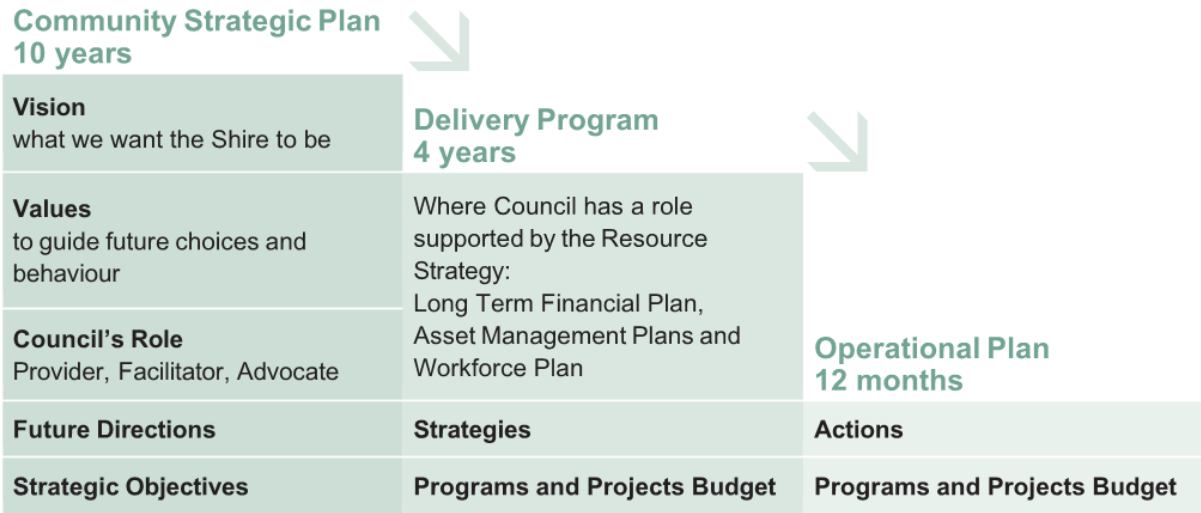 Community Strategic Plan
10 years
Vision
what we want the Shire to be
Values
to guide future choices and
behaviour
Council’s Role
Provider, Facilitator, Advocate
Future Directions
Strategic Objectives
Delivery Program
4 years
Where Council has a role
supported by the Resource
Strategy:
Long Term Financial Plan,
Asset Management Plans and
Workforce Plan
Strategies
Programs and Projects Budget
Operational Plan
12 months
Actions
Programs and Projects Budget